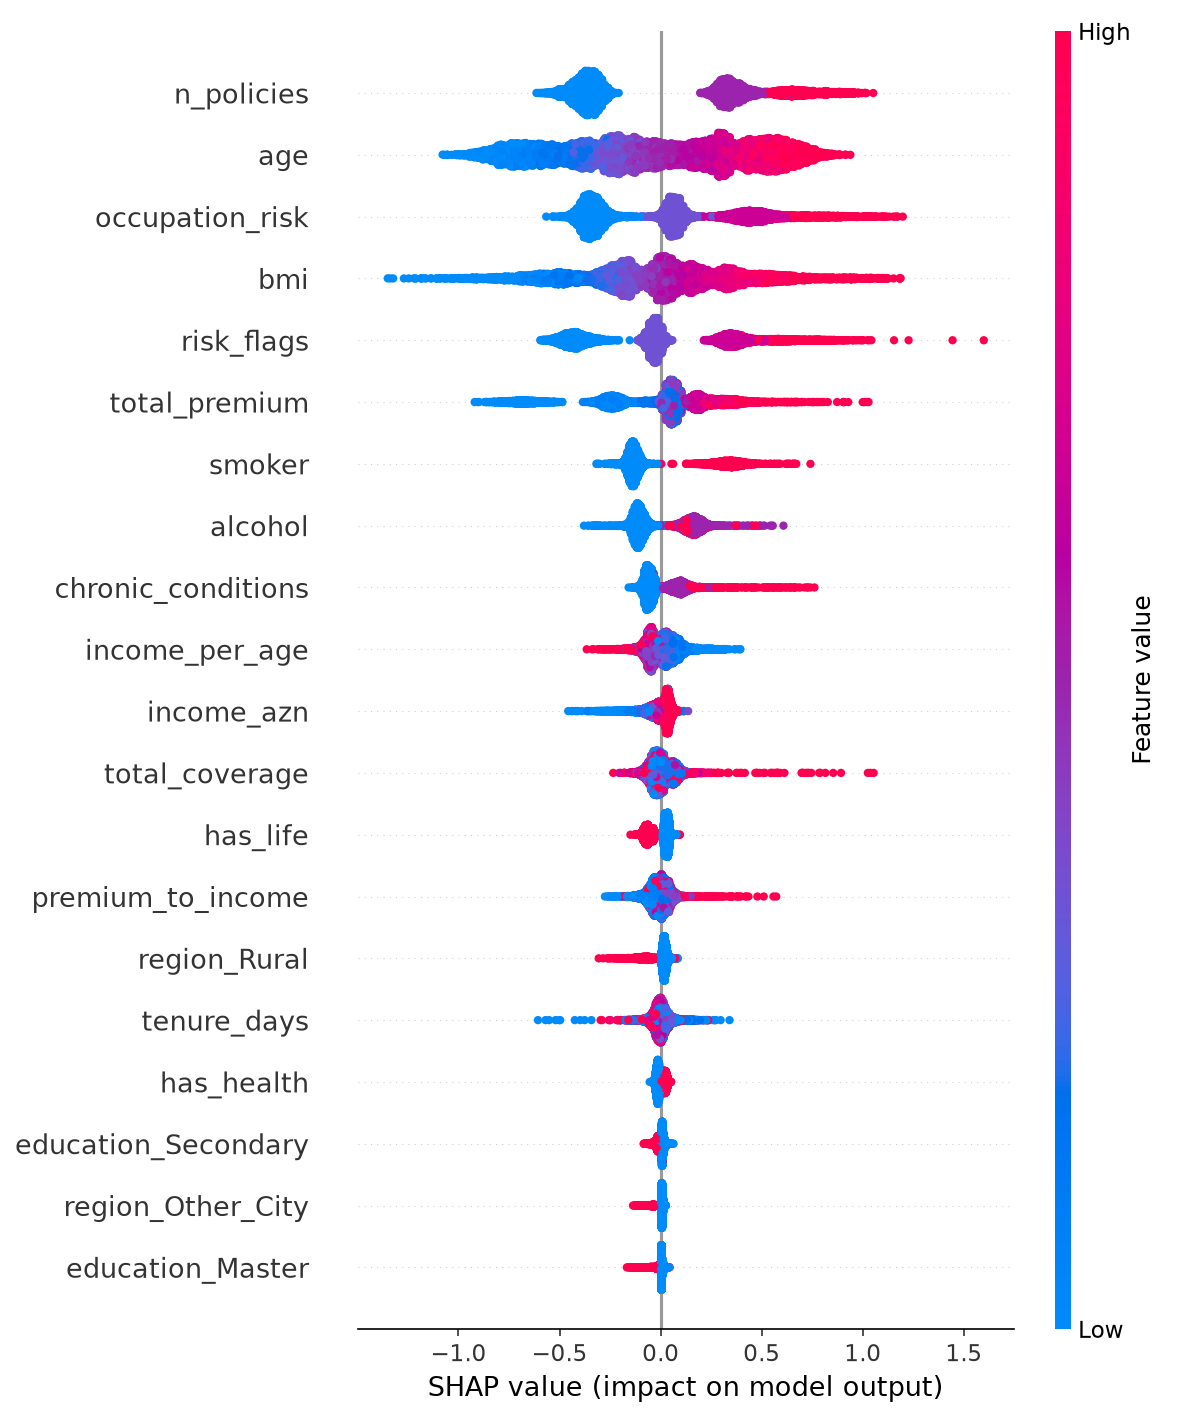 High
n_policies
age
occupation_risk
bmi
risk_flags
total_premium
smoker
alcohol
chronic_conditions
income_per_age
income_azn
total_coverage
has_life
premium_to_income
region_Rural
tenure_days
has_health
education_Secondary
region_Other_City
education_Master
Feature value
Low
−1.0 −0.5 0.0 0.5 1.0 1.5
SHAP value (impact on model output)